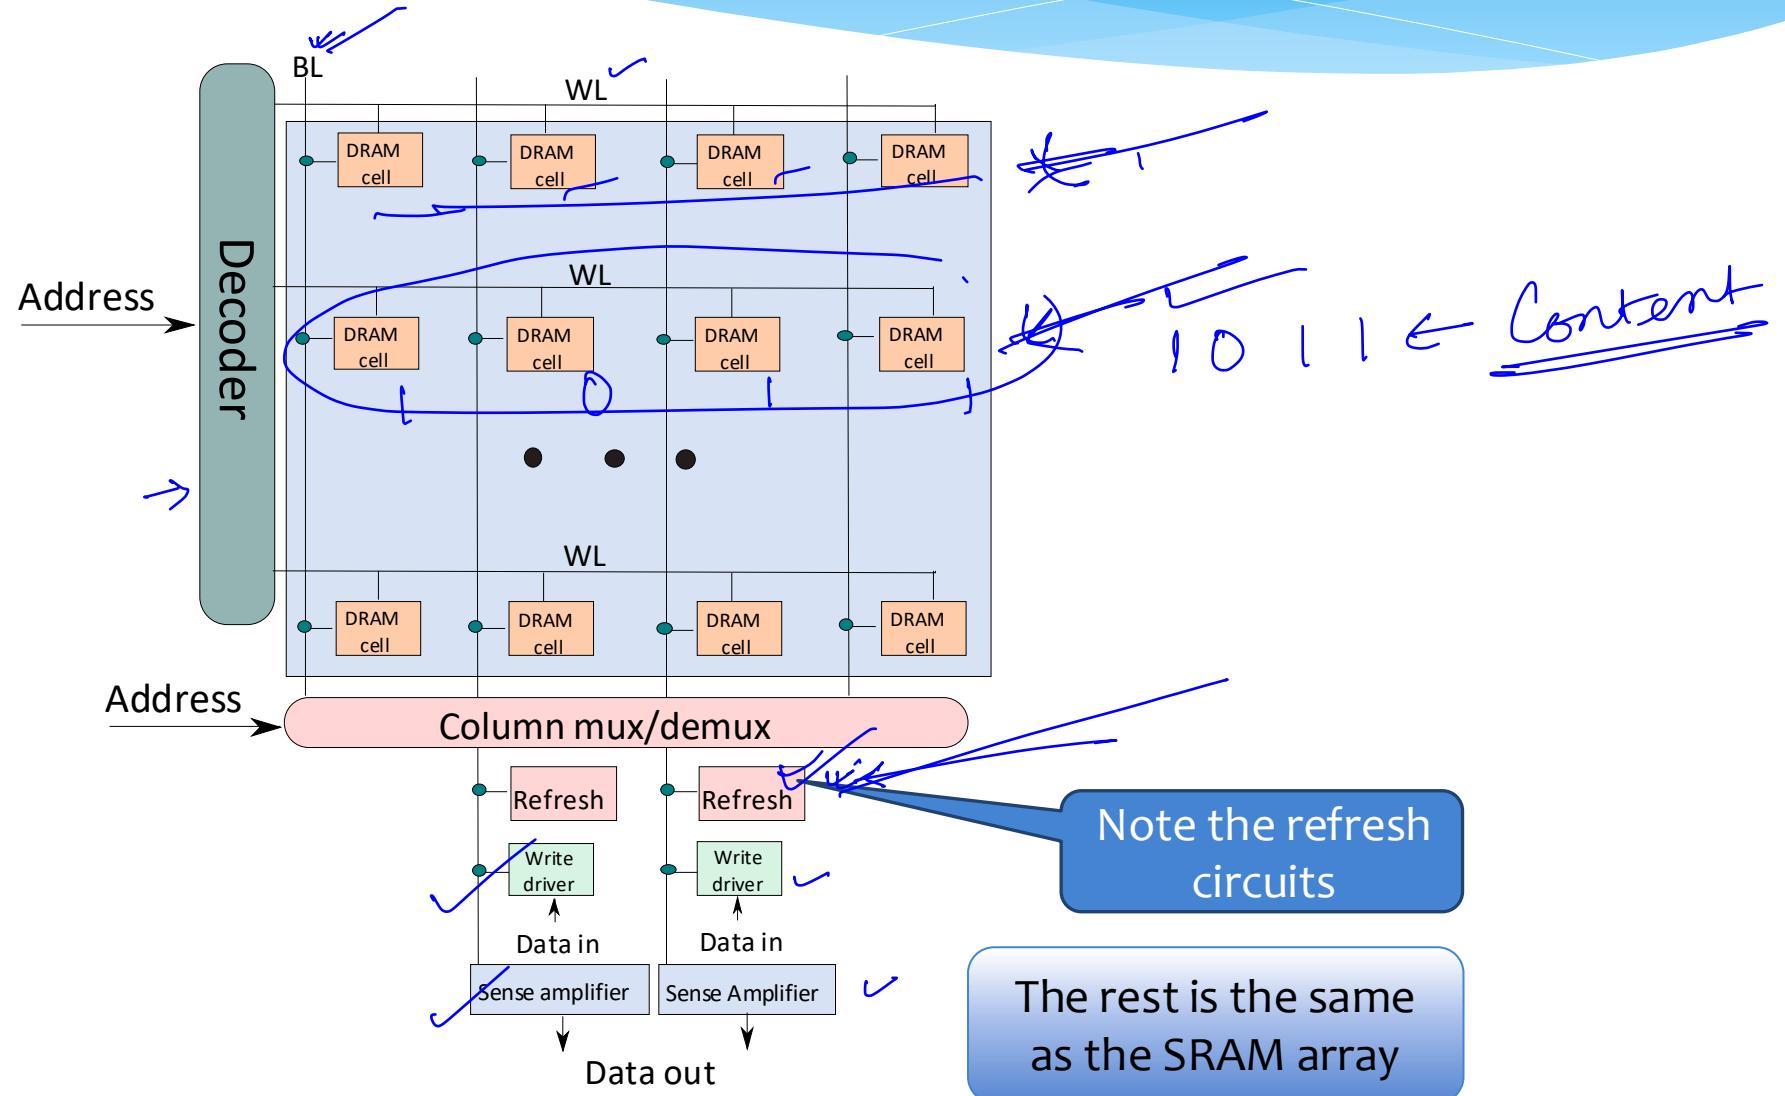 BL
WL
DRAM cell DRAM cell DRAM cell DRAM cell
Decoder
Address
WL
DRAM cell DRAM cell DRAM cell DRAM cell
1 0 1 1
1 0 1 1 ← Content
WL
DRAM cell DRAM cell DRAM cell DRAM cell
Address
Column mux/demux
Refresh Refresh
Note the refresh
circuits
Write driver Write driver
Data in Data in
Sense amplifier Sense Amplifier
Data out
The rest is the same
as the SRAM array